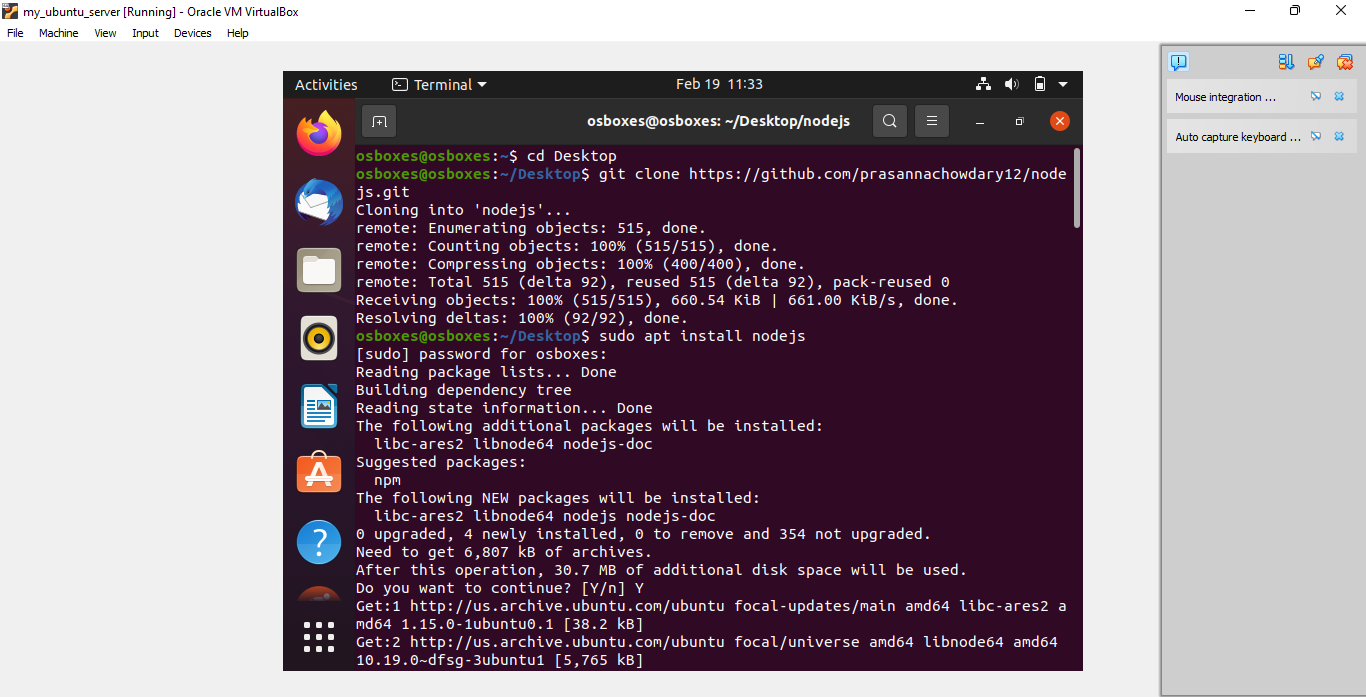 my_ubuntu_server [Running] - Oracle VM VirtualBox
File Machine View Input Devices Help
Activities Terminal Feb 19 11:33
osboxes@osboxes: ~/Desktop/nodejs
osboxes@osboxes:~$ cd Desktop
osboxes@osboxes:~/Desktop$ git clone https://github.com/prasannachowdary12/node
js.git
Cloning into 'nodejs'...
remote: Enumerating objects: 515, done.
remote: Counting objects: 100% (515/515), done.
remote: Compressing objects: 100% (400/400), done.
remote: Total 515 (delta 92), reused 515 (delta 92), pack-reused 0
Receiving objects: 100% (515/515), 660.54 KiB | 661.00 KiB/s, done.
Resolving deltas: 100% (92/92), done.
osboxes@osboxes:~/Desktop$ sudo apt install nodejs
[sudo] password for osboxes:
Reading package lists... Done
Building dependency tree
Reading state information... Done
The following additional packages will be installed:
  libc-ares2 libnode64 nodejs-doc
Suggested packages:
  npm
The following NEW packages will be installed:
  libc-ares2 libnode64 nodejs nodejs-doc
0 upgraded, 4 newly installed, 0 to remove and 354 not upgraded.
Need to get 6,807 kB of archives.
After this operation, 30.7 MB of additional disk space will be used.
Do you want to continue? [Y/n] Y
Get:1 http://us.archive.ubuntu.com/ubuntu focal-updates/main amd64 libc-ares2 a
md64 1.15.0-1ubuntu0.1 [38.2 kB]
Get:2 http://us.archive.ubuntu.com/ubuntu focal/universe amd64 libnode64 amd64
10.19.0~dfsg-3ubuntu1 [5,765 kB]
Mouse integration ...
Auto capture keyboard ...